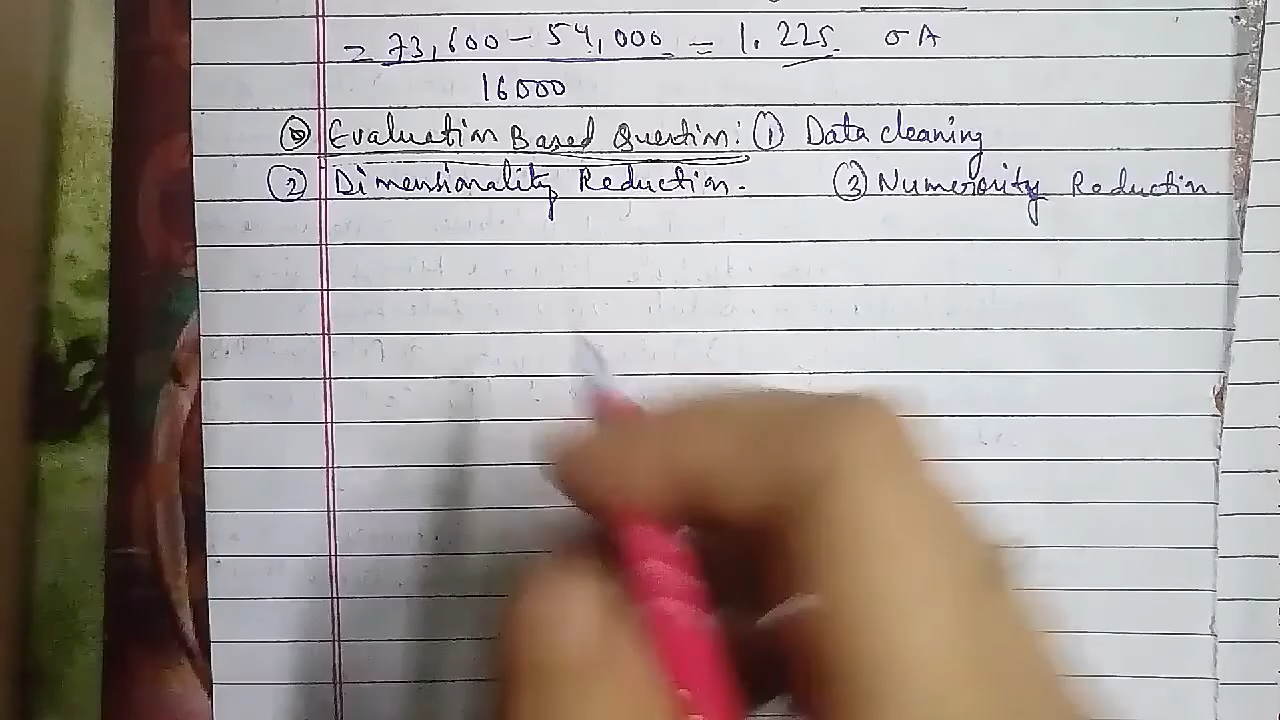 = 73,600 - 54,000 = 1.225 σA
16000
⑥ Evaluation Based Question: ① Data cleaning
② Dimensionality Reduction. ③ Numerority Reduction.